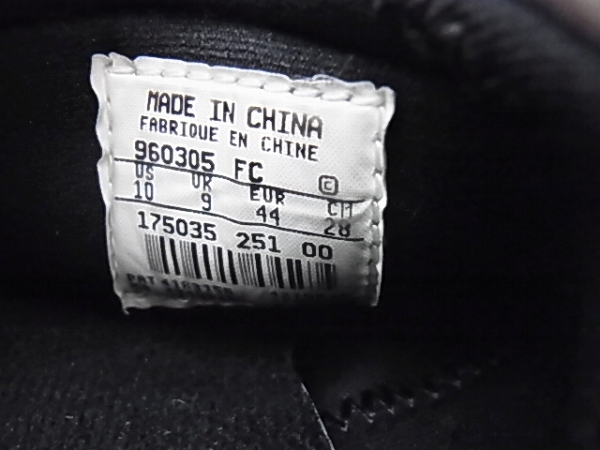 MADE IN CHINA
FABRIQUE EN CHINE
960305 FC C
US UK EUR CM
10 9 44 28
175035 251 00
PAT